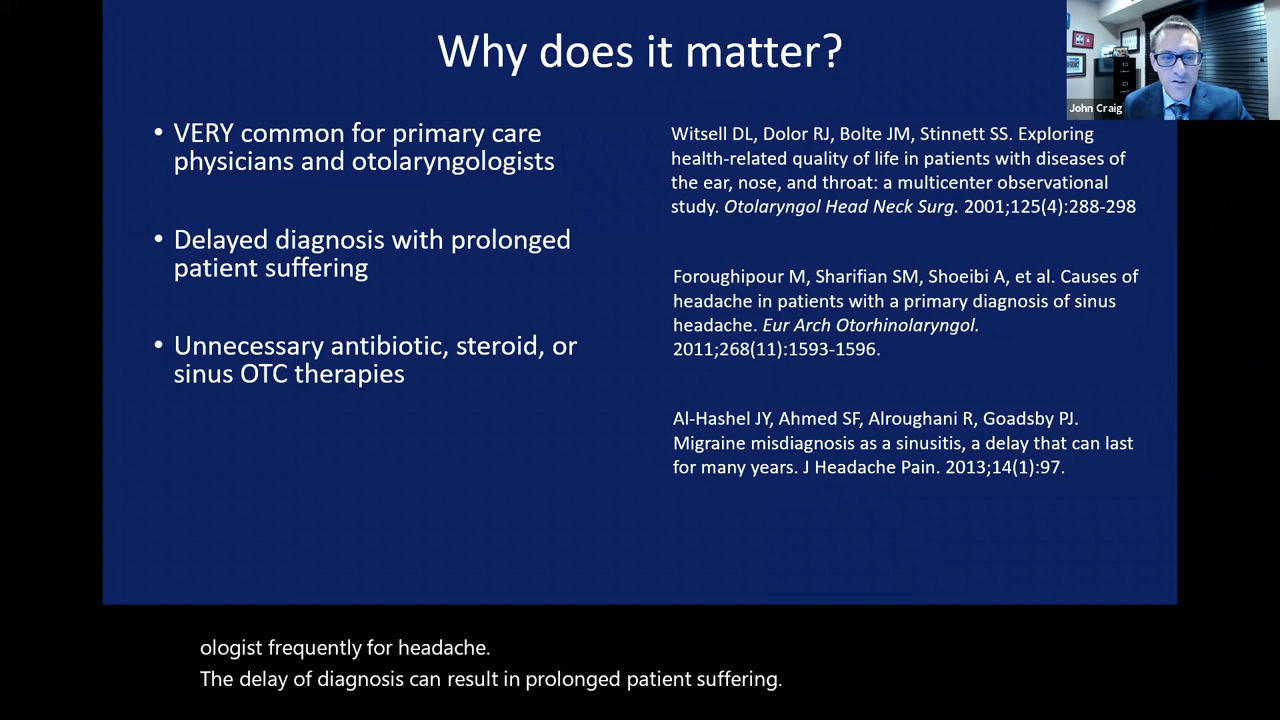 Why does it matter?
John Craig
• VERY common for primary care
physicians and otolaryngologists
• Delayed diagnosis with prolonged
patient suffering
• Unnecessary antibiotic, steroid, or
sinus OTC therapies
Witsell DL, Dolor RJ, Bolte JM, Stinnett SS. Exploring
health-related quality of life in patients with diseases of
the ear, nose, and throat: a multicenter observational
study. Otolaryngol Head Neck Surg. 2001;125(4):288-298
Foroughipour M, Sharifian SM, Shoeibi A, et al. Causes of
headache in patients with a primary diagnosis of sinus
headache. Eur Arch Otorhinolaryngol.
2011;268(11):1593-1596.
Al-Hashel JY, Ahmed SF, Alroughani R, Goadsby PJ.
Migraine misdiagnosis as a sinusitis, a delay that can last
for many years. J Headache Pain. 2013;14(1):97.
ologist frequently for headache.
The delay of diagnosis can result in prolonged patient suffering.